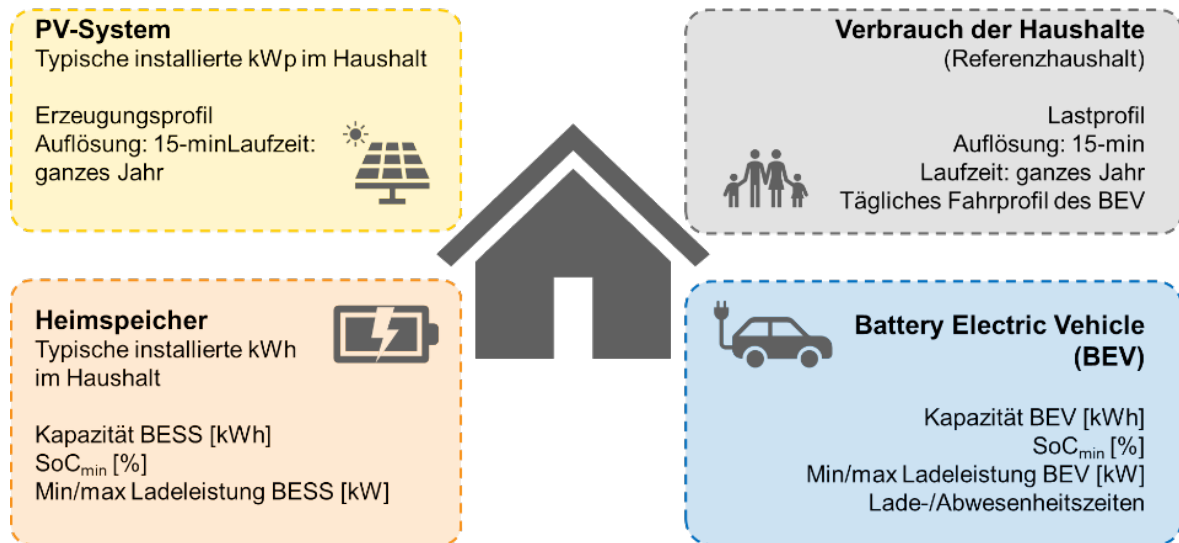 PV-System
Typische installierte kWp im Haushalt
Erzeugungsprofil
Auflösung: 15-minLaufzeit:
ganzes Jahr
Verbrauch der Haushalte
(Referenzhaushalt)
Lastprofil
Auflösung: 15-min
Laufzeit: ganzes Jahr
Tägliches Fahrprofil des BEV
Heimspeicher
Typische installierte kWh
im Haushalt
Kapazität BESS [kWh]
SoCmin [%]
Min/max Ladeleistung BESS [kW]
Battery Electric Vehicle
(BEV)
Kapazität BEV [kWh]
SoCmin [%]
Min/max Ladeleistung BEV [kW]
Lade-/Abwesenheitszeiten